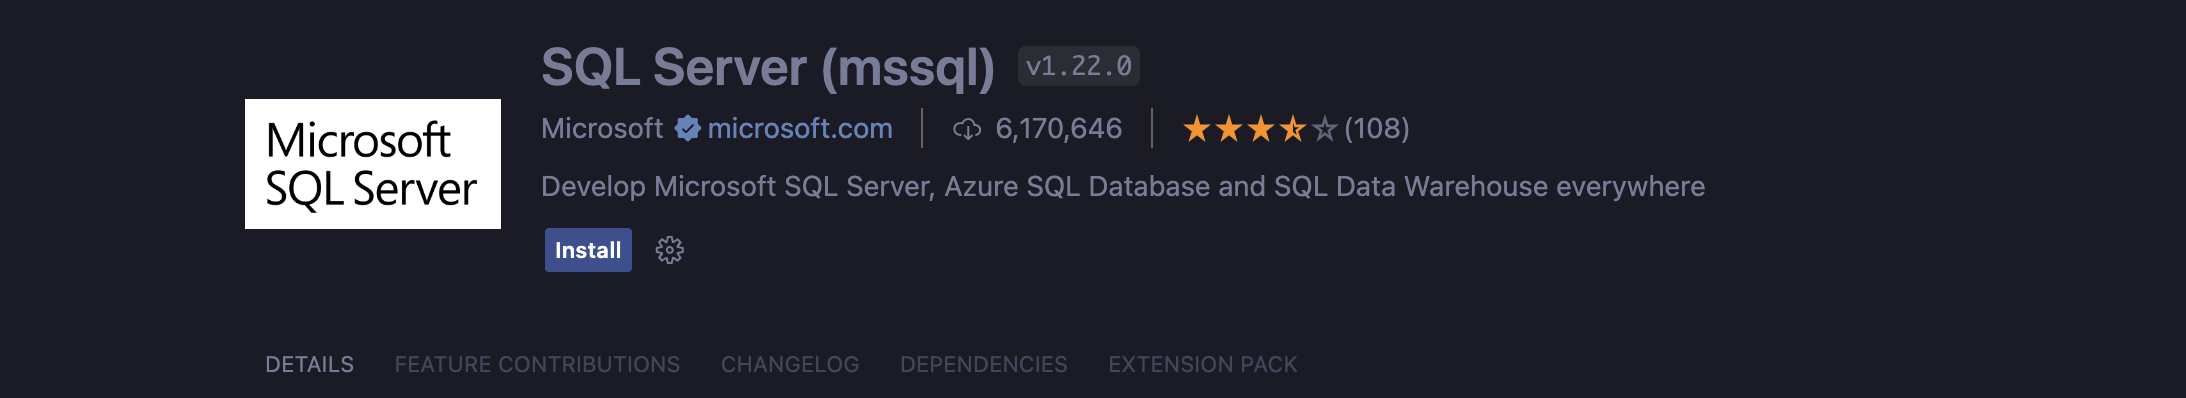 Microsoft
SQL Server
SQL Server (mssql) v1.22.0
Microsoft microsoft.com 6,170,646 (108)
Develop Microsoft SQL Server, Azure SQL Database and SQL Data Warehouse everywhere
Install
DETAILS FEATURE CONTRIBUTIONS CHANGELOG DEPENDENCIES EXTENSION PACK